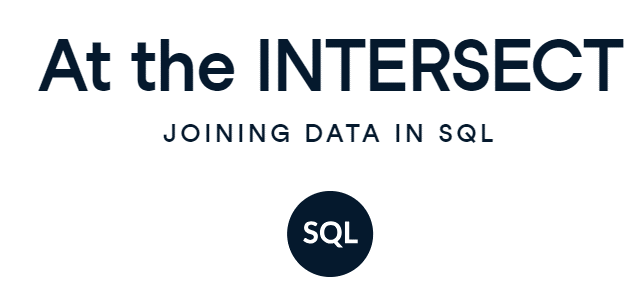 At the INTERSECT
JOINING DATA IN SQL
SQL